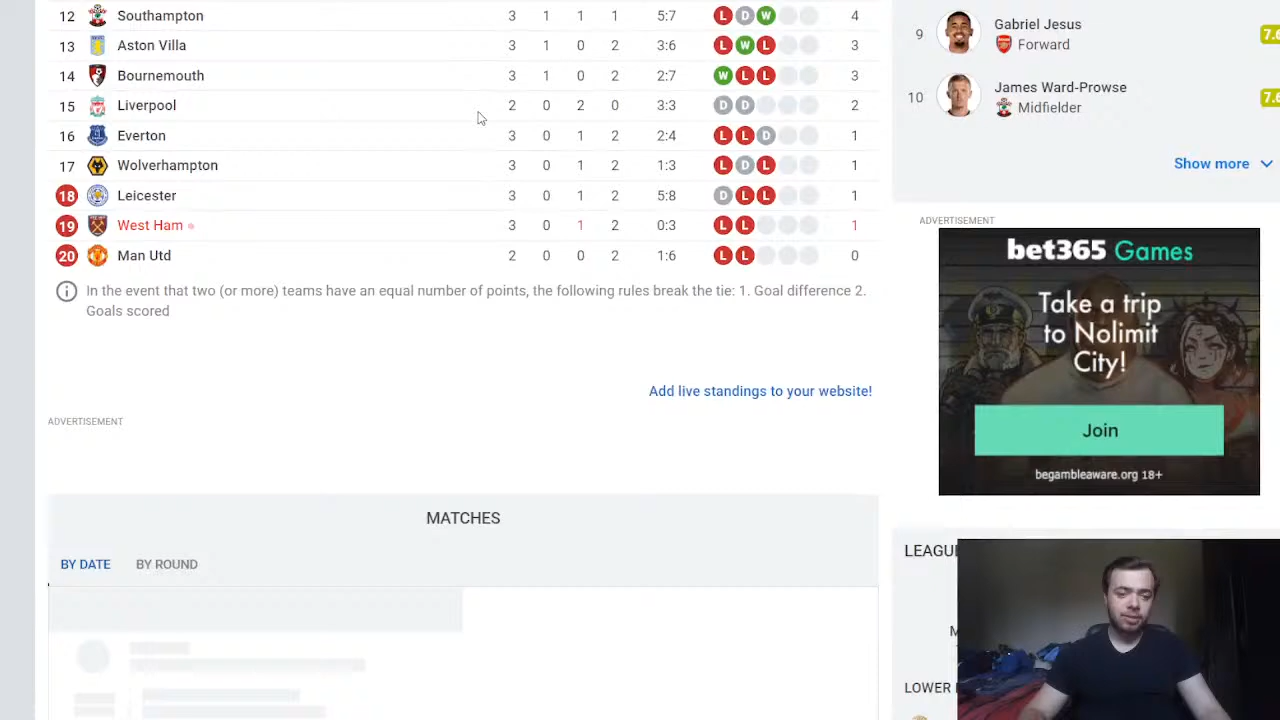 12 Southampton 3 1 1 1 5:7 L D W 4
13 Aston Villa 3 1 0 2 3:6 L W L 3
14 Bournemouth 3 1 0 2 2:7 W L L 3
15 Liverpool 2 0 2 0 3:3 D D 2
16 Everton 3 0 1 2 2:4 L L D 1
17 Wolverhampton 3 0 1 2 1:3 L D L 1
18 Leicester 3 0 1 2 5:8 D L L 1
19 West Ham 3 0 1 2 0:3 L L 1
20 Man Utd 2 0 0 2 1:6 L L 0
In the event that two (or more) teams have an equal number of points, the following rules break the tie: 1. Goal difference 2.
Goals scored
Add live standings to your website!
ADVERTISEMENT
MATCHES
BY DATE BY ROUND
9 Gabriel Jesus 7.6
Forward
10 James Ward-Prowse 7.6
Midfielder
Show more
ADVERTISEMENT
bet365 Games
Take a trip
to Nolimit
City!
Join
begambleaware.org 18+
LEAGU
M
LOWER